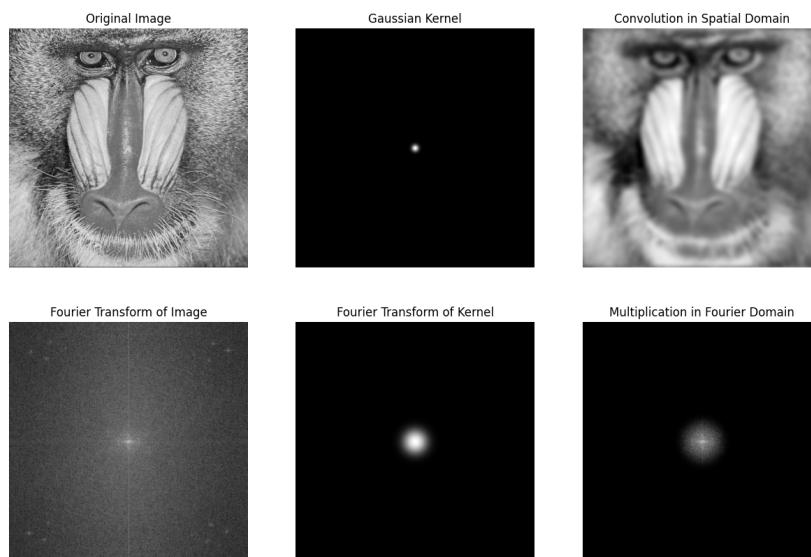 Original Image
Gaussian Kernel
Convolution in Spatial Domain
Fourier Transform of Image
Fourier Transform of Kernel
Multiplication in Fourier Domain